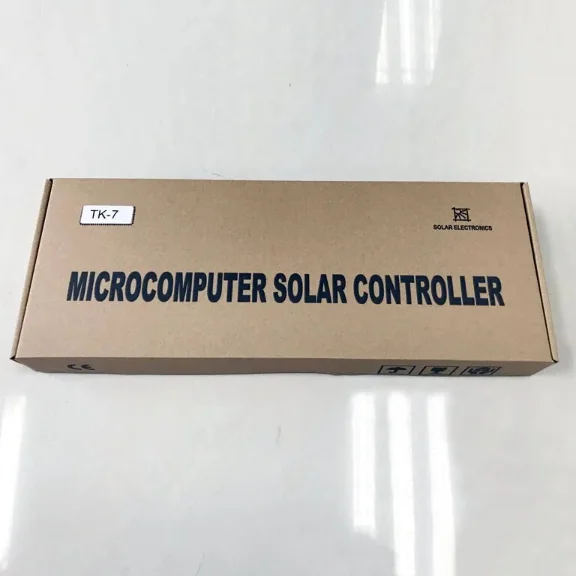 TK-7
SOLAR ELECTRONICS
MICROCOMPUTER SOLAR CONTROLLER
CE